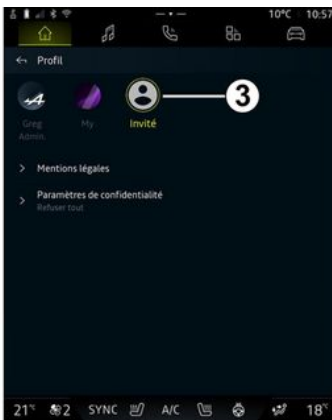 10°C 10:57
Profil
3
Greg
Admin.
My
Invité
Mentions légales
Paramètres de confidentialité
Refuser tout
21°
2
SYNC
A/C
18°